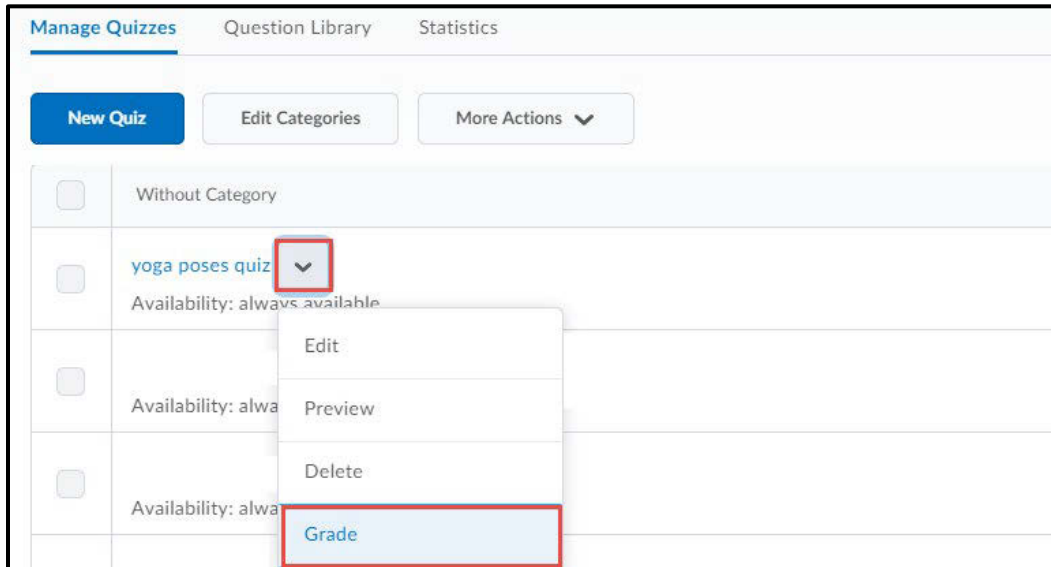 Manage Quizzes Question Library Statistics
New Quiz Edit Categories More Actions
Without Category
yoga poses quiz
Availability: always available
Edit
Availability: alwa
Preview
Delete
Availability: alwa
Grade